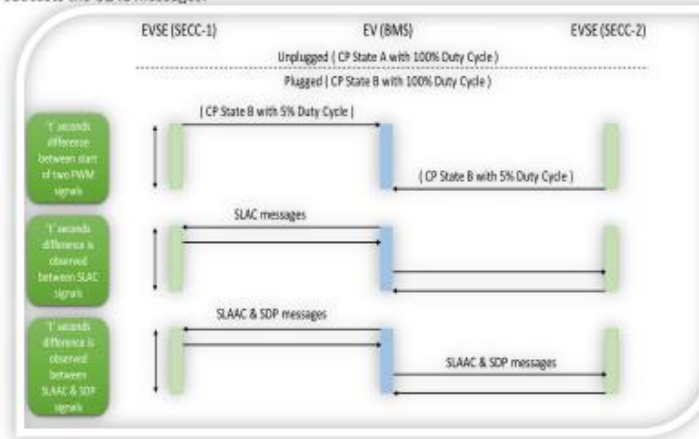 EVSE (SECC-1) EV (BMS) EVSE (SECC-2)
Unplugged ( CP State A with 100% Duty Cycle )
Plugged ( CP State B with 100% Duty Cycle )
( CP State B with 5% Duty Cycle )
't' seconds
difference
between start
of two PWM
signals
( CP State B with 5% Duty Cycle )
SLAC messages
't' seconds
difference is
observed
between SLAC
signals
SLAAC & SDP messages
't' seconds
difference is
observed
between
SLAAC & SDP
signals
SLAAC & SDP messages